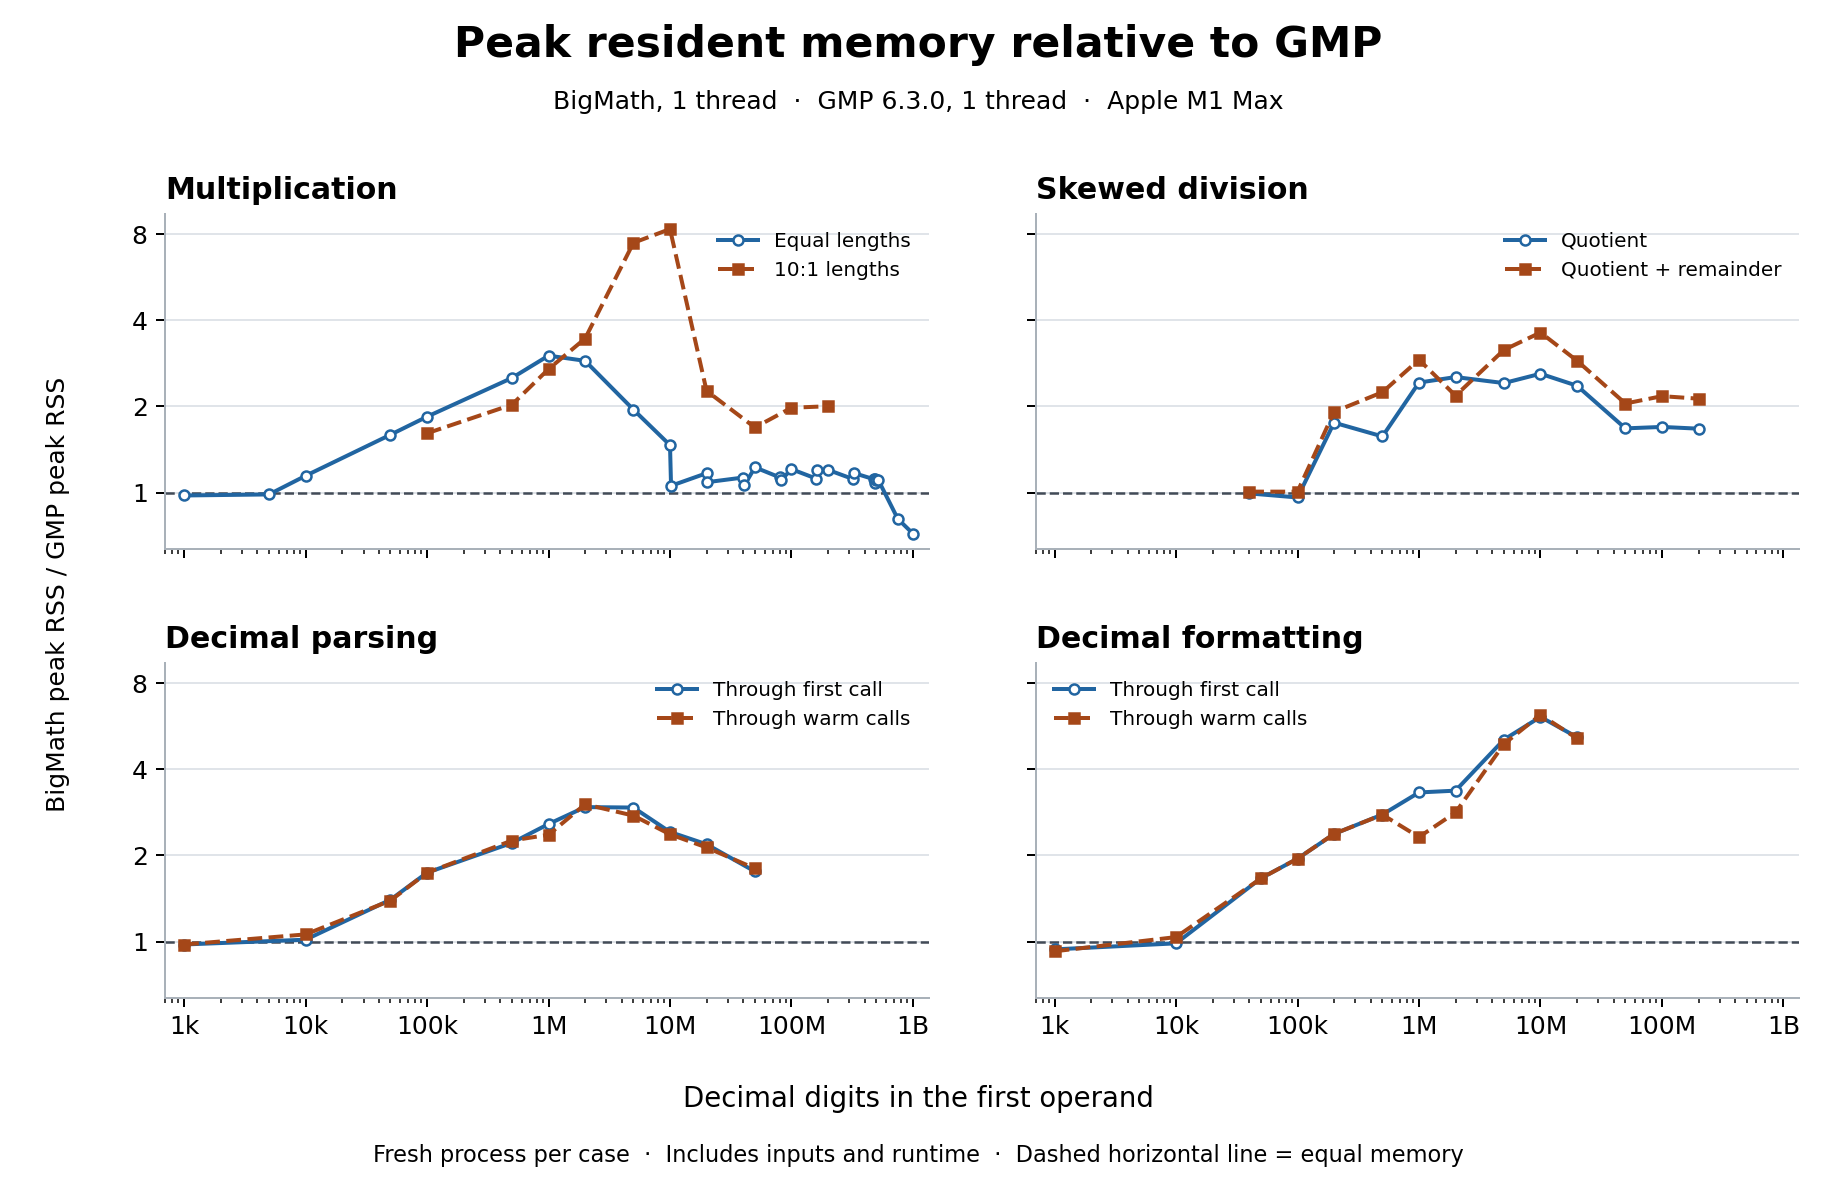 Peak resident memory relative to GMP
BigMath, 1 thread · GMP 6.3.0, 1 thread · Apple M1 Max
Multiplication
Equal lengths
10:1 lengths
8
4
2
1
Skewed division
Quotient
Quotient + remainder
BigMath peak RSS / GMP peak RSS
Decimal parsing
Through first call
Through warm calls
8
4
2
1
1k 10k 100k 1M 10M 100M 1B
Decimal formatting
Through first call
Through warm calls
1k 10k 100k 1M 10M 100M 1B
Decimal digits in the first operand
Fresh process per case · Includes inputs and runtime · Dashed horizontal line = equal memory